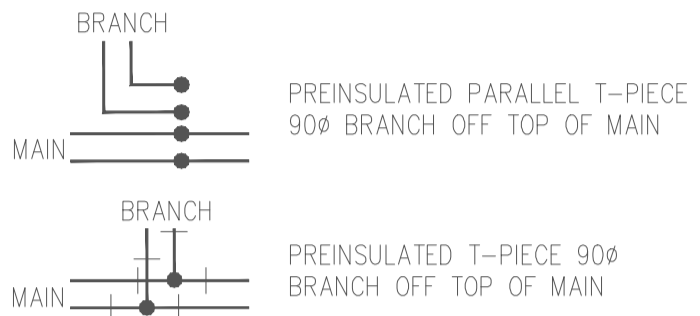 BRANCH
MAIN
PREINSULATED PARALLEL T-PIECE
90ø BRANCH OFF TOP OF MAIN
BRANCH
MAIN
PREINSULATED T-PIECE 90ø
BRANCH OFF TOP OF MAIN